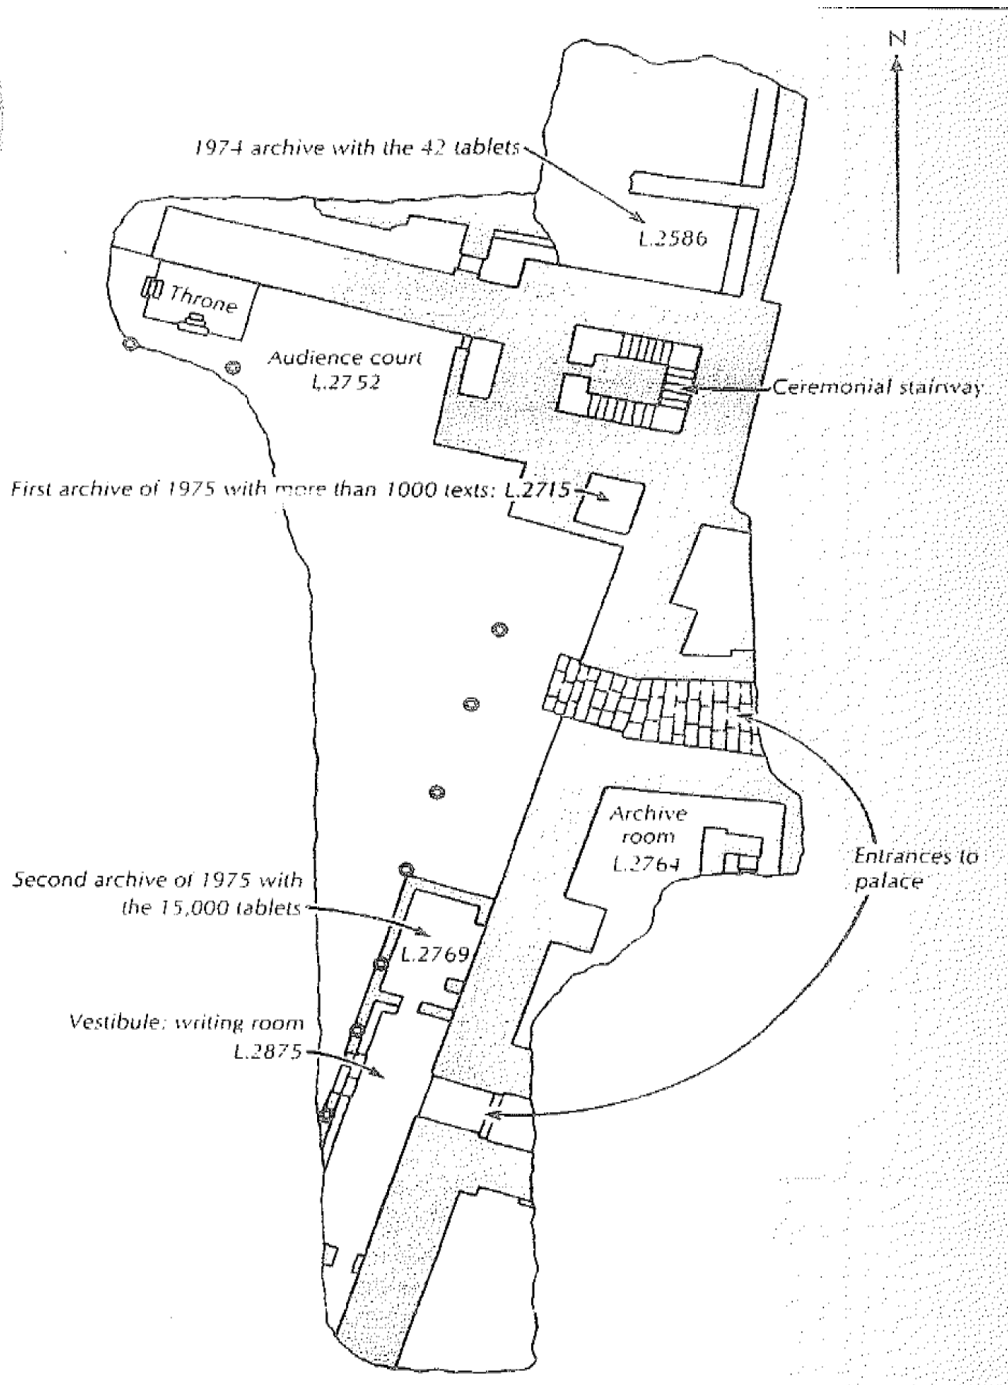 N
1974 archive with the 42 tablets
L.2586
Throne
Audience court
L.2752
Ceremonial stairway
First archive of 1975 with more than 1000 texts: L.2715
Archive
room
L.2764
Entrances to
palace
Second archive of 1975 with
the 15,000 tablets
L.2769
Vestibule: writing room
L.2875